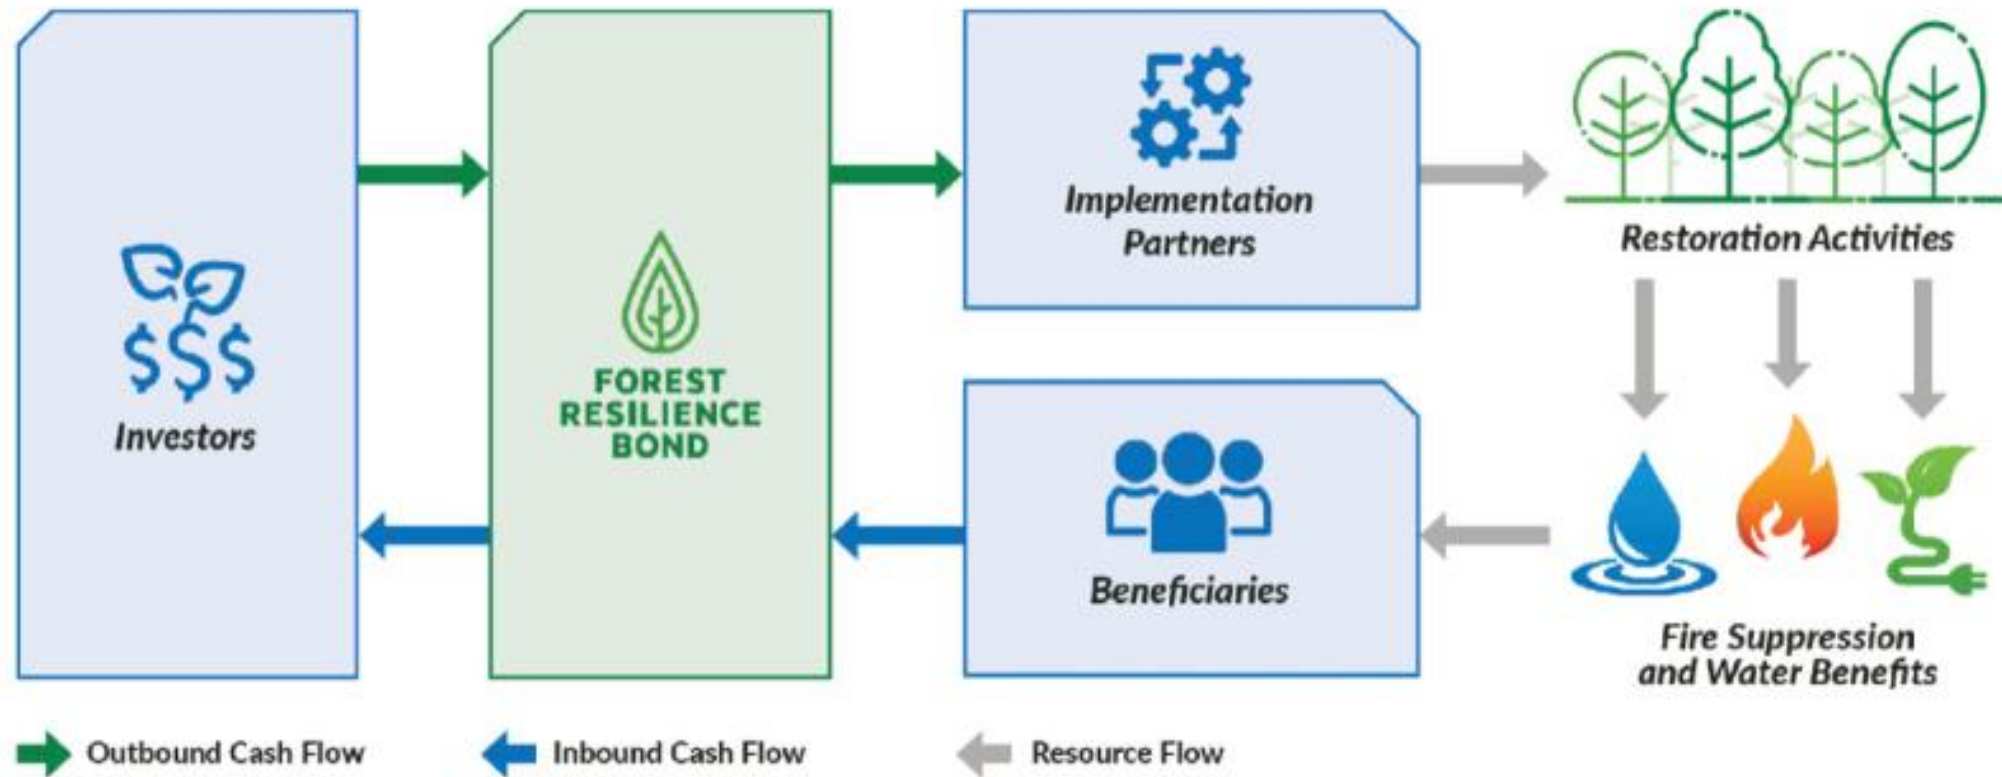 Investors
$$$
FOREST
RESILIENCE
BOND
Implementation
Partners
Restoration Activities
Beneficiaries
Fire Suppression
and Water Benefits
Outbound Cash Flow
Inbound Cash Flow
Resource Flow